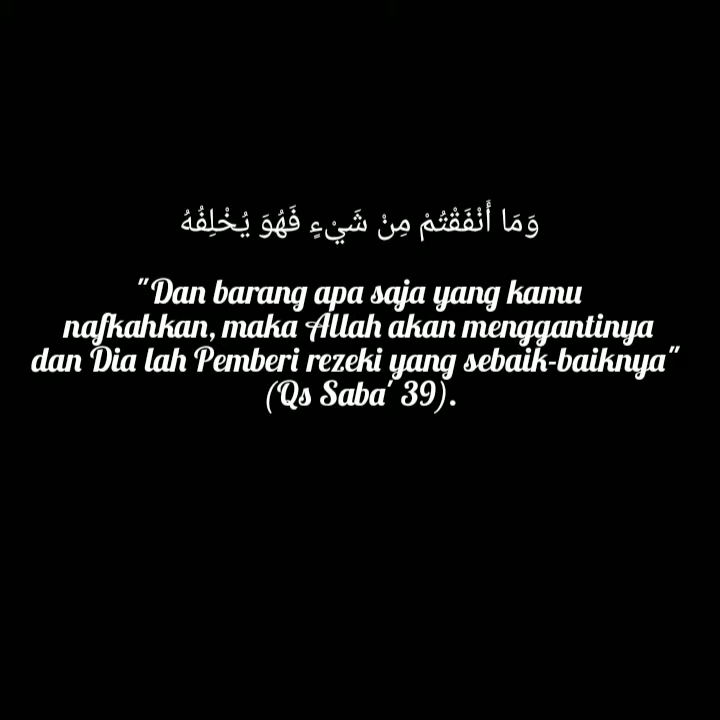 وَمَا أَنْفَقْتُمْ مِنْ شَيْءٍ فَهُوَ يُخْلِفُهُ
"Dan barang apa saja yang kamu
nafkahkan, maka Allah akan menggantinya
dan Dia lah Pemberi rezeki yang sebaik-baiknya"
(Qs Saba' 39).